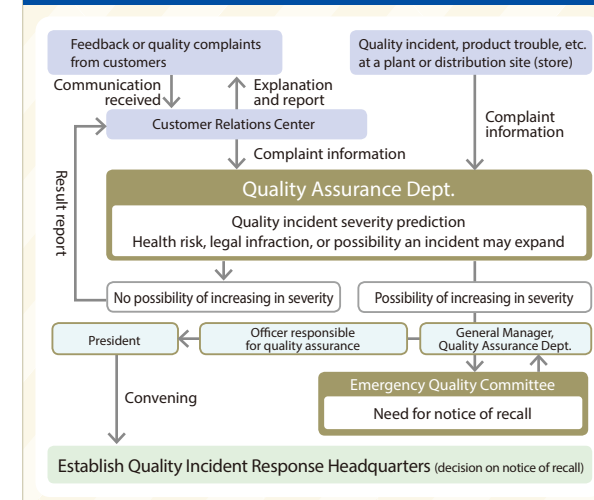 Feedback or quality complaints
from customers
Quality incident, product trouble, etc.
at a plant or distribution site (store)
Communication
received
Explanation
and report
Customer Relations Center
Complaint
information
Complaint information
Result report
Quality Assurance Dept.
Quality incident severity prediction
Health risk, legal infraction, or possibility an incident may expand
No possibility of increasing in severity
Possibility of increasing in severity
President
Officer responsible
for quality assurance
General Manager,
Quality Assurance Dept.
Emergency Quality Committee
Need for notice of recall
Convening
Establish Quality Incident Response Headquarters (decision on notice of recall)